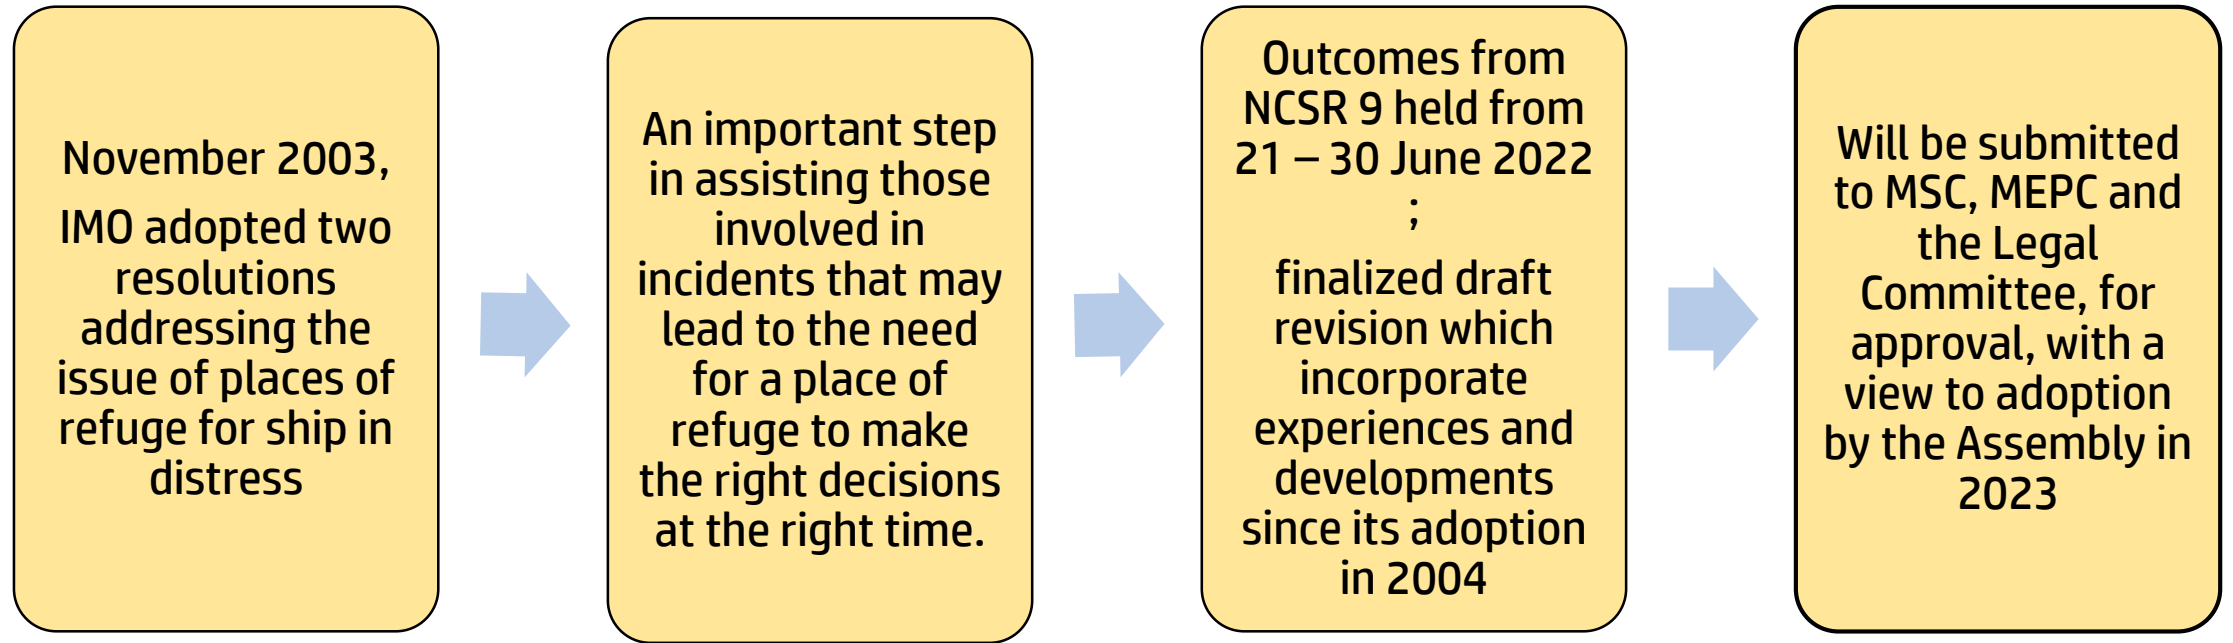 November 2003,
IMO adopted two
resolutions
addressing the
issue of places of
refuge for ship in
distress
An important step
in assisting those
involved in
incidents that may
lead to the need
for a place of
refuge to make
the right decisions
at the right time.
Outcomes from
NCSR 9 held from
21 – 30 June 2022
;
finalized draft
revision which
incorporate
experiences and
developments
since its adoption
in 2004
Will be submitted
to MSC, MEPC and
the Legal
Committee, for
approval, with a
view to adoption
by the Assembly in
2023